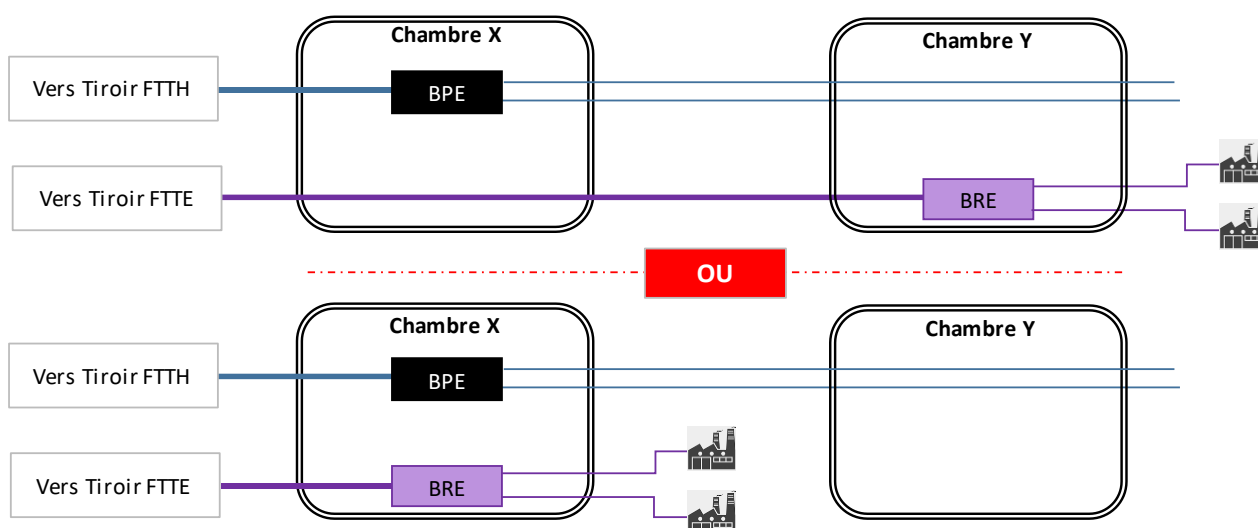 Chambre X
Chambre Y
Vers Tiroir FTTH
BPE
Vers Tiroir FTTE
BRE
OU
Chambre X
Chambre Y
Vers Tiroir FTTH
BPE
Vers Tiroir FTTE
BRE